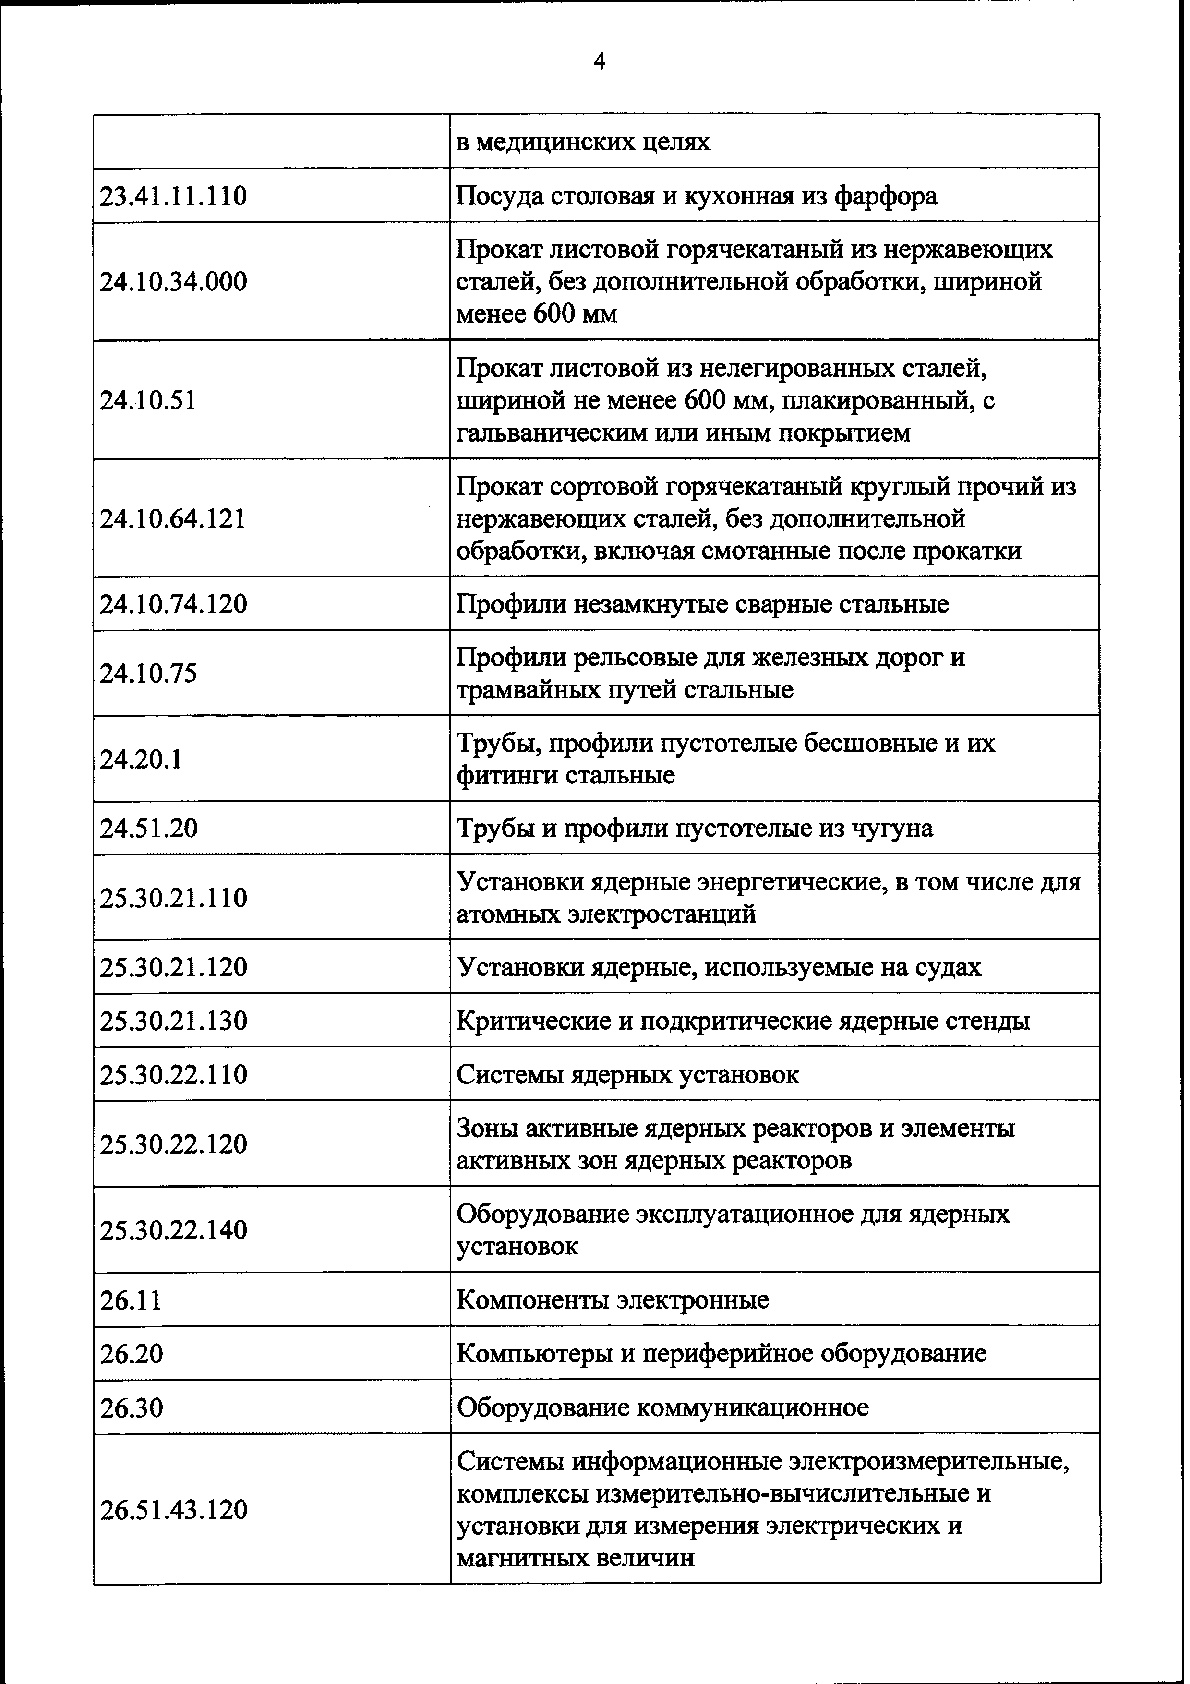 4
в медицинских целях
23.41.11.110
Посуда столовая и кухонная из фарфора
24.10.34.000
Прокат листовой горячекатаный из нержавеющих
сталей, без дополнительной обработки, шириной
менее 600 мм
24.10.51
Прокат листовой из нелегированных сталей,
шириной не менее 600 мм, плакированный, с
гальваническим или иным покрытием
24.10.64.121
Прокат сортовой горячекатаный круглый прочий из
нержавеющих сталей, без дополнительной
обработки, включая смотанные после прокатки
24.10.74.120
Профили незамкнутые сварные стальные
24.10.75
Профили рельсовые для железных дорог и
трамвайных путей стальные
24.20.1
Трубы, профили пустотелые бесшовные и их
фитинги стальные
24.51.20
Трубы и профили пустотелые из чугуна
25.30.21.110
Установки ядерные энергетические, в том числе для
атомных электростанций
25.30.21.120
Установки ядерные, используемые на судах
25.30.21.130
Критические и подкритические ядерные стенды
25.30.22.110
Системы ядерных установок
25.30.22.120
Зоны активные ядерных реакторов и элементы
активных зон ядерных реакторов
25.30.22.140
Оборудование эксплуатационное для ядерных
установок
26.11
Компоненты электронные
26.20
Компьютеры и периферийное оборудование
26.30
Оборудование коммуникационное
26.51.43.120
Системы информационные электроизмерительные,
комплексы измерительно-вычислительные и
установки для измерения электрических и
магнитных величин